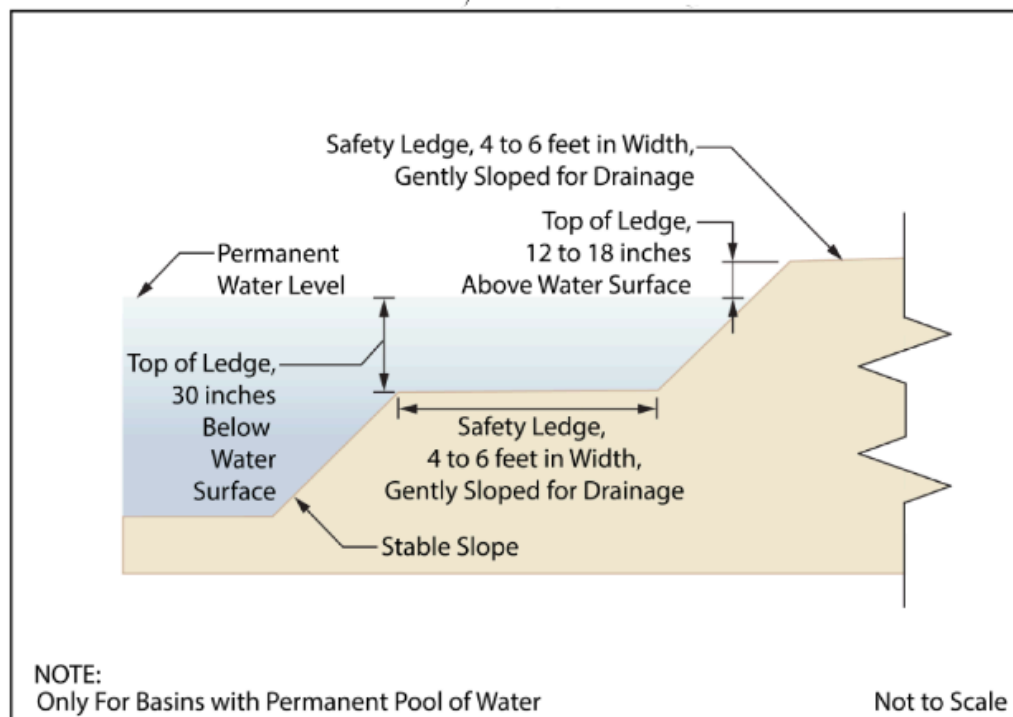 Safety Ledge, 4 to 6 feet in Width,
Gently Sloped for Drainage
Top of Ledge,
12 to 18 inches
Above Water Surface
Permanent
Water Level
Top of Ledge,
30 inches
Below
Water
Surface
Safety Ledge,
4 to 6 feet in Width,
Gently Sloped for Drainage
Stable Slope
NOTE:
Only For Basins with Permanent Pool of Water
Not to Scale